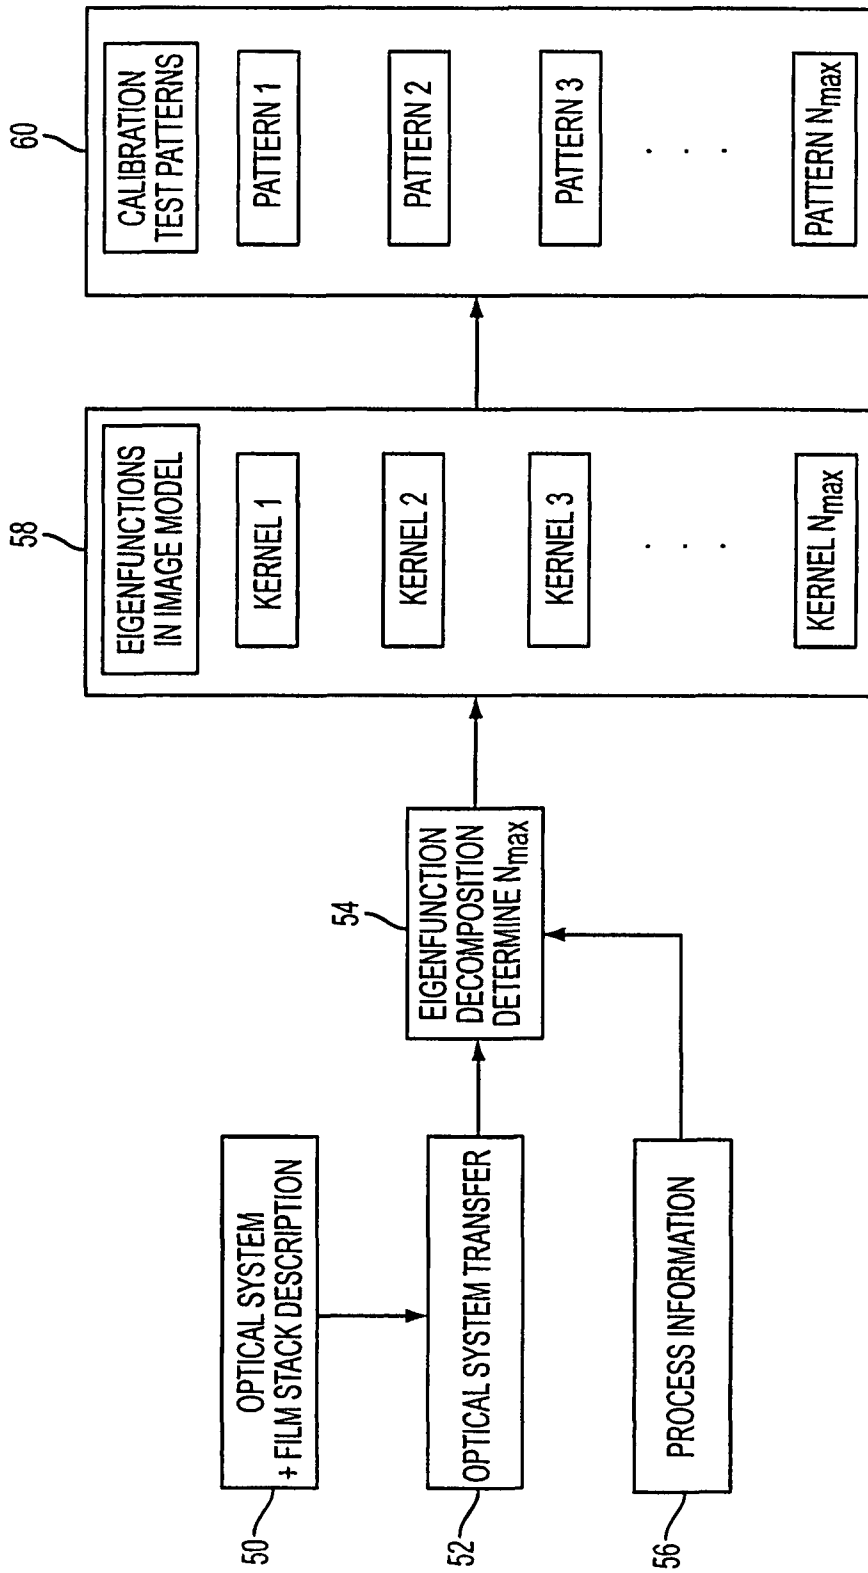 50
OPTICAL SYSTEM
+ FILM STACK DESCRIPTION
52
OPTICAL SYSTEM TRANSFER
56
PROCESS INFORMATION
54
EIGENFUNCTION
DECOMPOSITION
DETERMINE Nmax
58
EIGENFUNCTIONS
IN IMAGE MODEL
KERNEL 1
KERNEL 2
KERNEL 3
. . .
KERNEL Nmax
60
CALIBRATION
TEST PATTERNS
PATTERN 1
PATTERN 2
PATTERN 3
. . .
PATTERN Nmax